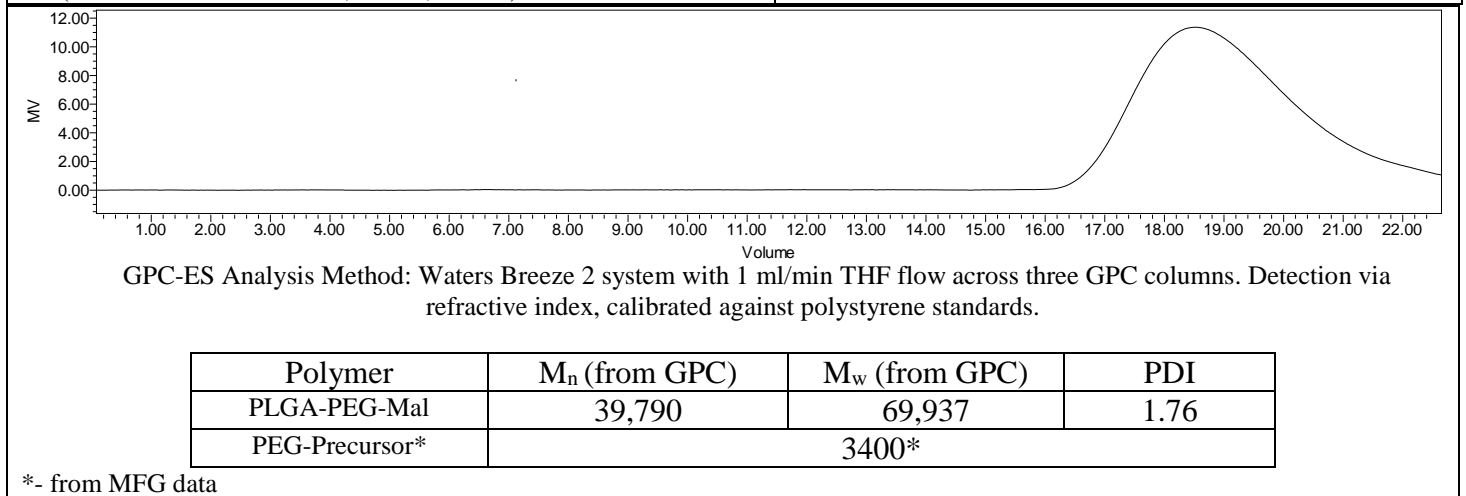 12.00
10.00
8.00
6.00
4.00
2.00
0.00
MV
1.00 2.00 3.00 4.00 5.00 6.00 7.00 8.00 9.00 10.00 11.00 12.00 13.00 14.00 15.00 16.00 17.00 18.00 19.00 20.00 21.00 22.00
Volume
GPC-ES Analysis Method: Waters Breeze 2 system with 1 ml/min THF flow across three GPC columns. Detection via
refractive index, calibrated against polystyrene standards.
Polymer Mn (from GPC) Mw (from GPC) PDI
PLGA-PEG-Mal 39,790 69,937 1.76
PEG-Precursor* 3400*
*- from MFG data